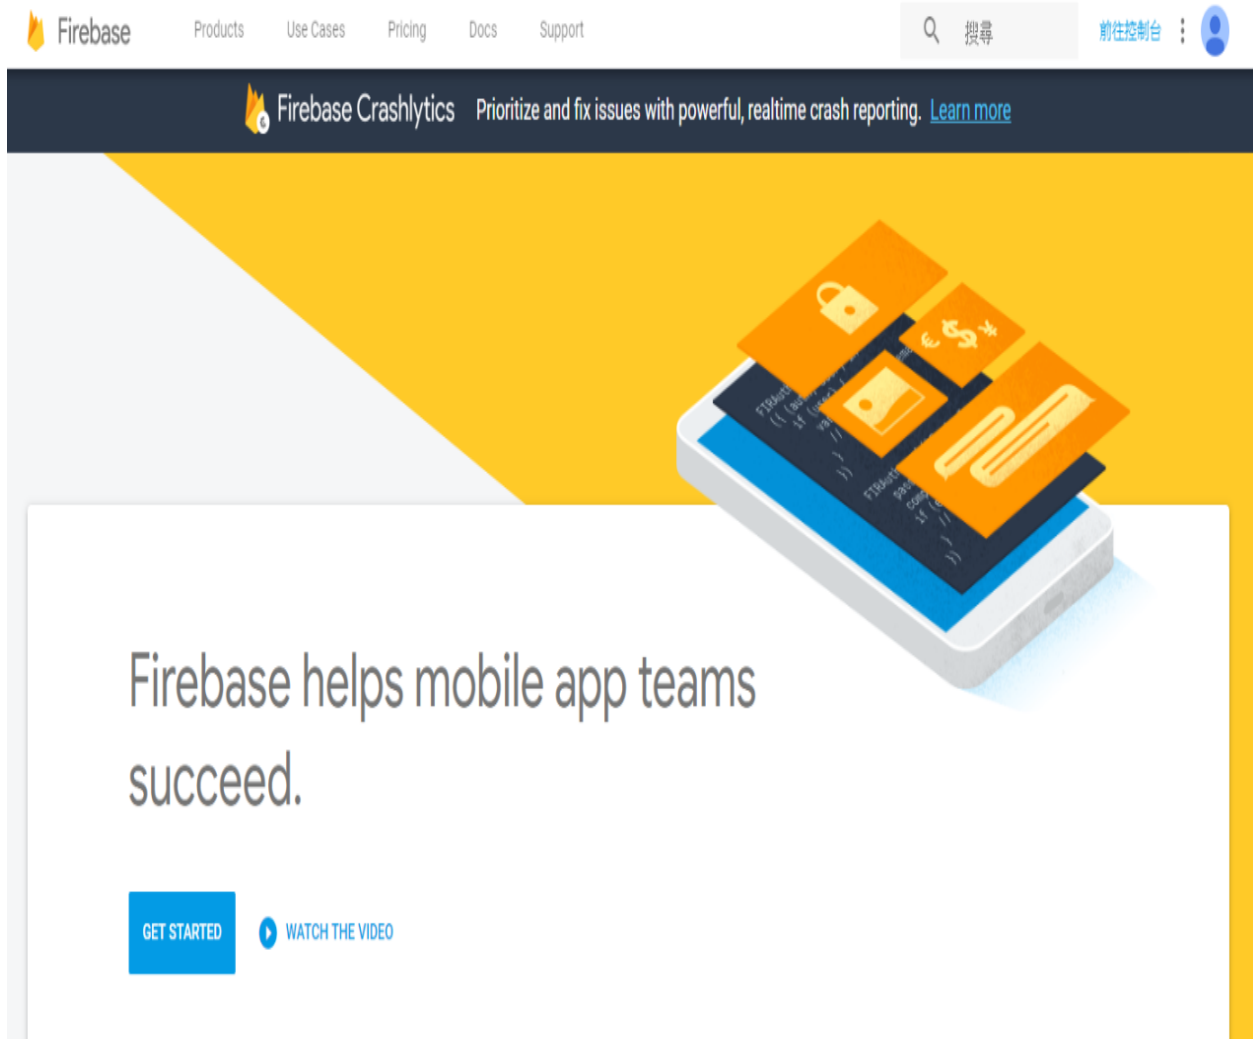 Firebase Products Use Cases Pricing Docs Support 搜尋 前往控制台
Firebase Crashlytics Prioritize and fix issues with powerful, realtime crash reporting. Learn more
€ $ ¥
Firebase helps mobile app teams
succeed.
GET STARTED WATCH THE VIDEO